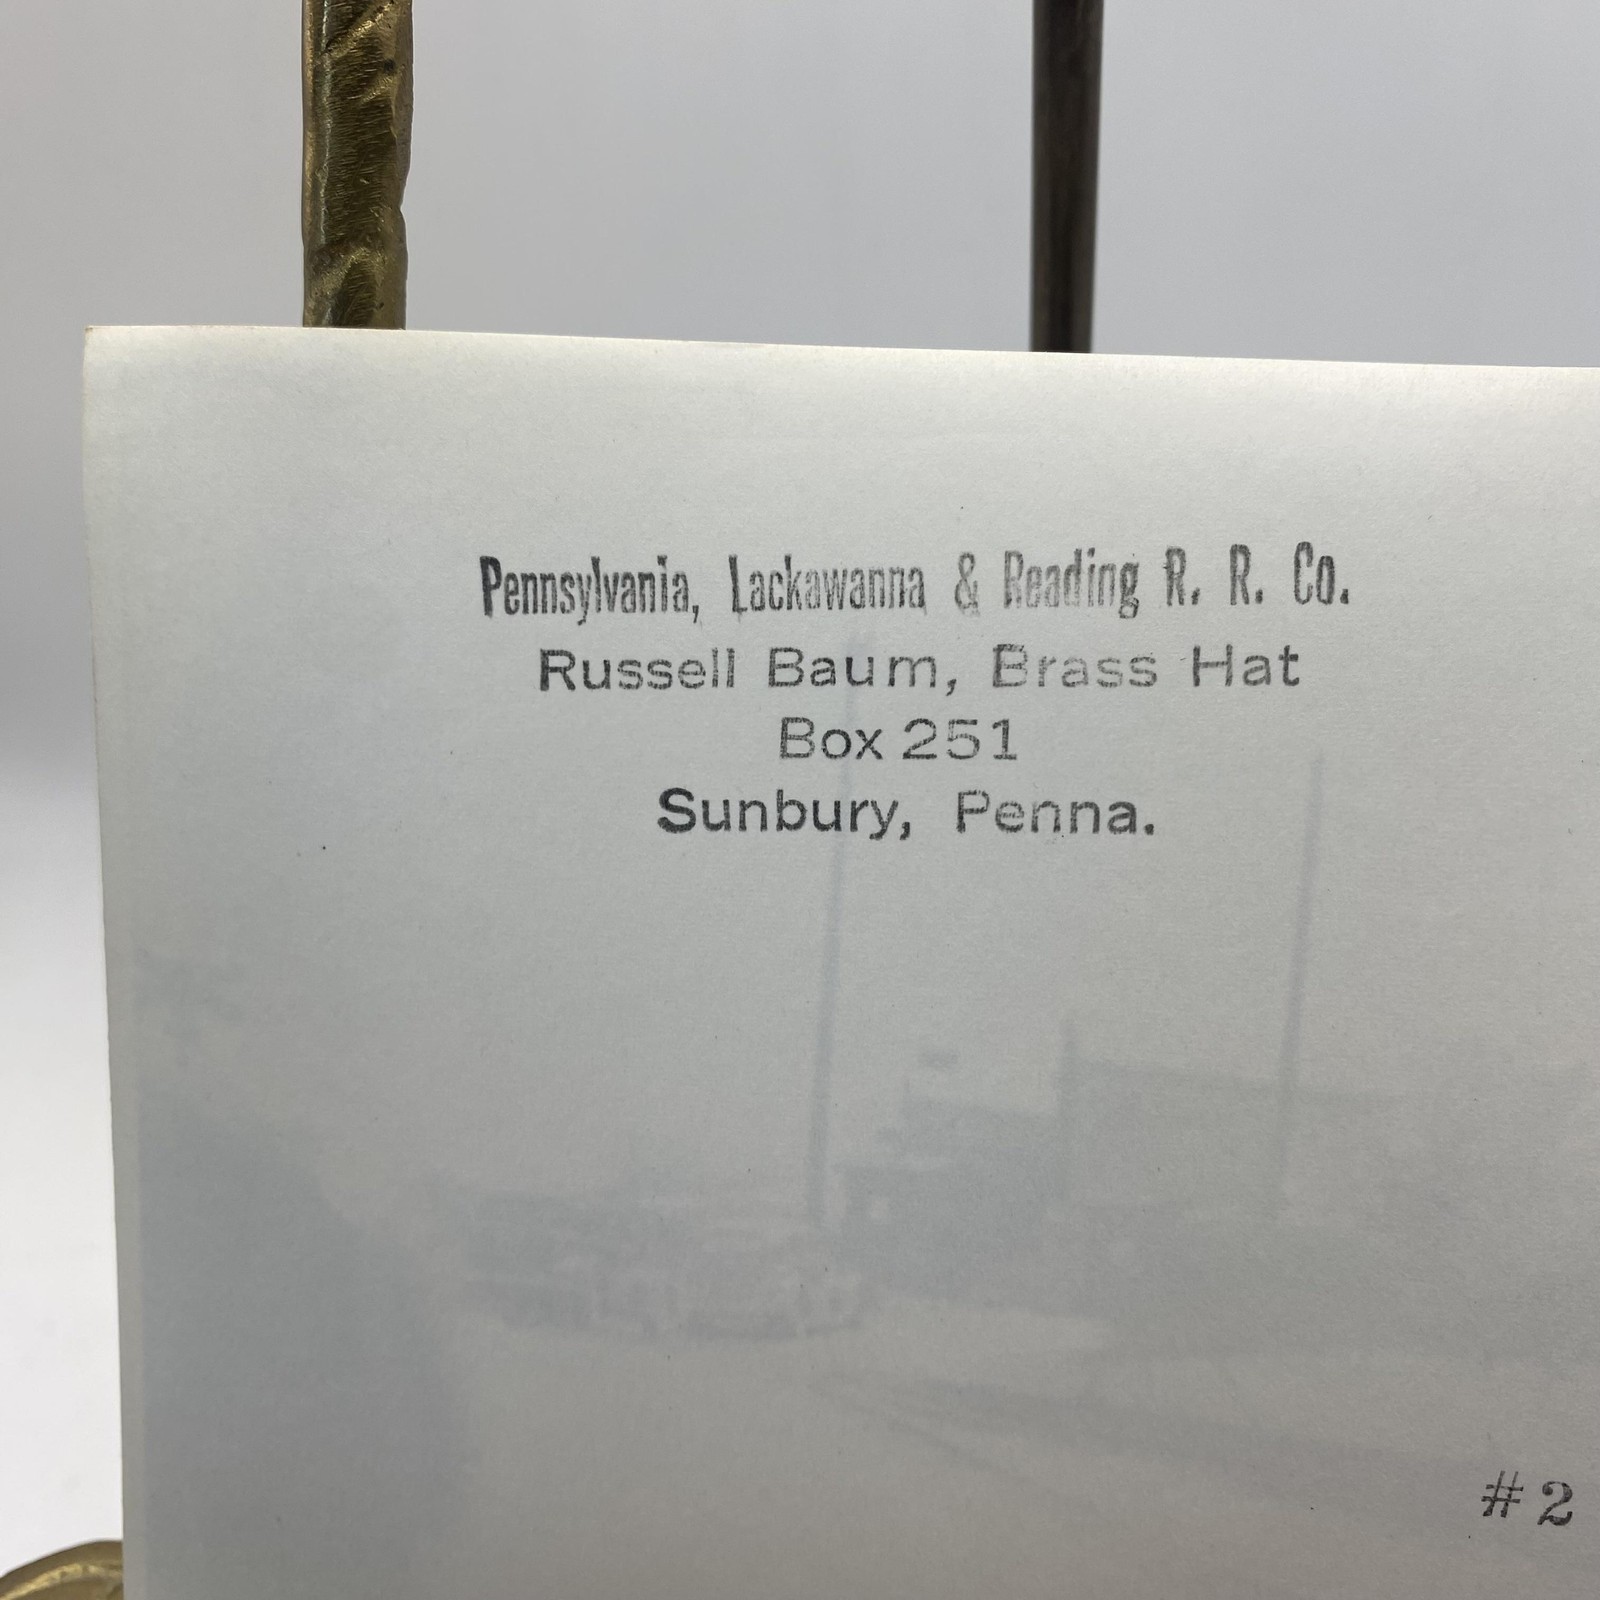 Pennsylvania, Lackawanna & Reading R. R. Co.
Russell Baum, Brass Hat
Box 251
Sunbury, Penna.
#2